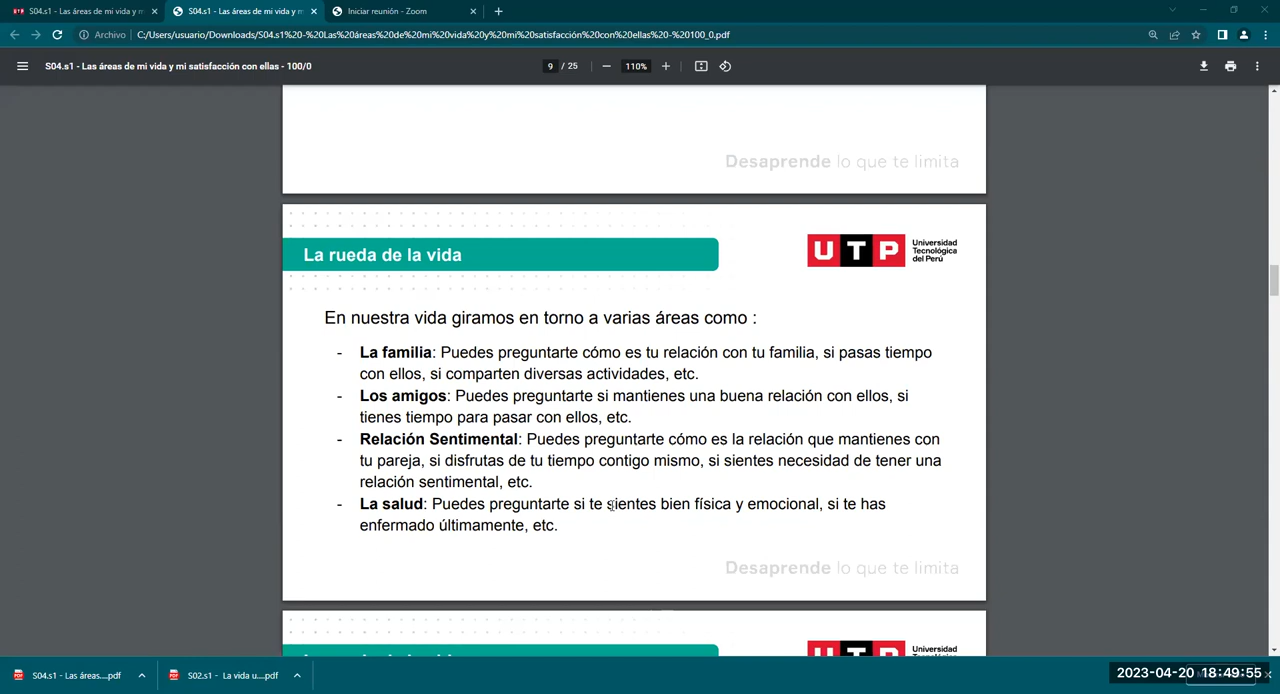 S04.s1 - Las áreas de mi vida y m
S04.s1 - Las áreas de mi vida y m
Iniciar reunión - Zoom
Archivo
C:/Users/usuario/Downloads/S04.s1%20-%20Las%20áreas%20de%20mi%20vida%20y%20mi%20satisfacción%20con%20ellas%20-%20100_0.pdf
S04.s1 - Las áreas de mi vida y mi satisfacción con ellas - 100/0
9 / 25
110%
Desaprende lo que te limita
La rueda de la vida
UTP
Universidad
Tecnológica
del Perú
En nuestra vida giramos en torno a varias áreas como :
- La familia: Puedes preguntarte cómo es tu relación con tu familia, si pasas tiempo
con ellos, si comparten diversas actividades, etc.
- Los amigos: Puedes preguntarte si mantienes una buena relación con ellos, si
tienes tiempo para pasar con ellos, etc.
- Relación Sentimental: Puedes preguntarte cómo es la relación que mantienes con
tu pareja, si disfrutas de tu tiempo contigo mismo, si sientes necesidad de tener una
relación sentimental, etc.
- La salud: Puedes preguntarte si te sientes bien física y emocional, si te has
enfermado últimamente, etc.
Desaprende lo que te limita
UTP
Universidad
S04.s1 - Las áreas....pdf
S02.s1 - La vida u....pdf
2023-04-20 18:49:55